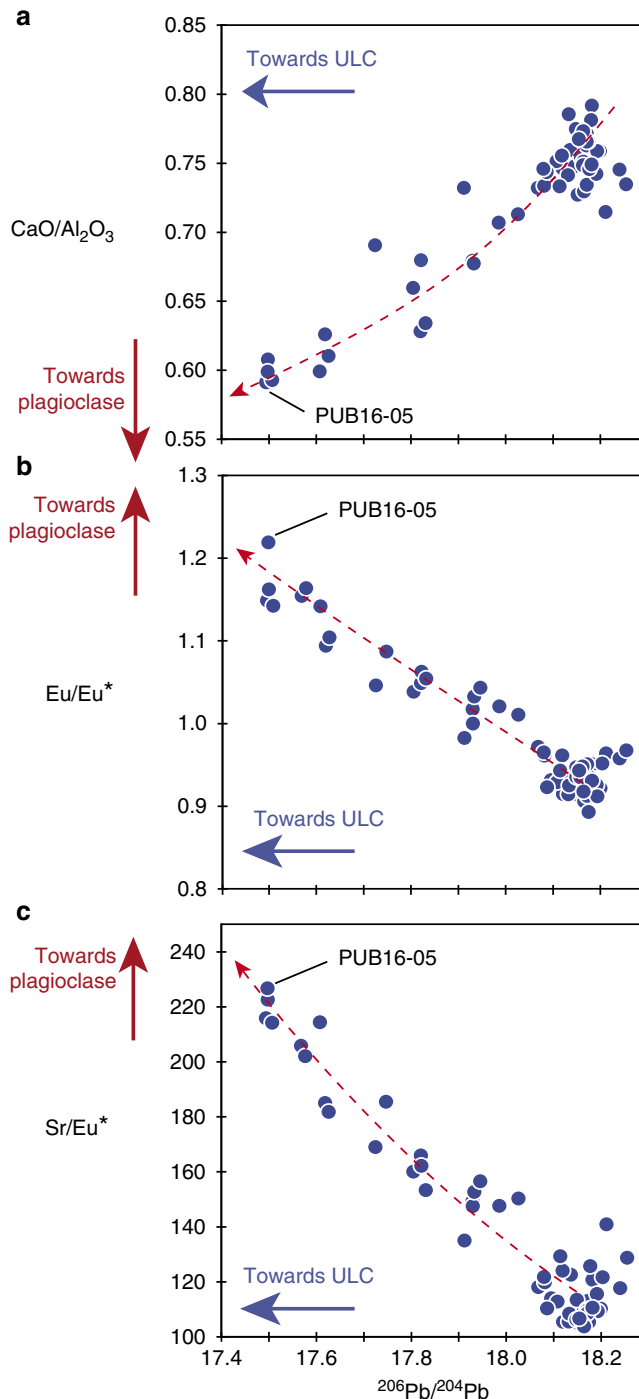 a
0.85
Towards ULC
0.80
0.75
CaO/Al₂O₃
0.70
0.65
Towards
plagioclase
0.60
PUB16-05
0.55
b
1.3
Towards
plagioclase
PUB16-05
1.2
1.1
Eu/Eu*
1.0
0.9
Towards ULC
0.8
c
240
Towards
plagioclase
PUB16-05
220
200
180
Sr/Eu*
160
140
Towards ULC
120
100
17.4 17.6 17.8 18.0 18.2
²⁰⁶Pb/²⁰⁴Pb